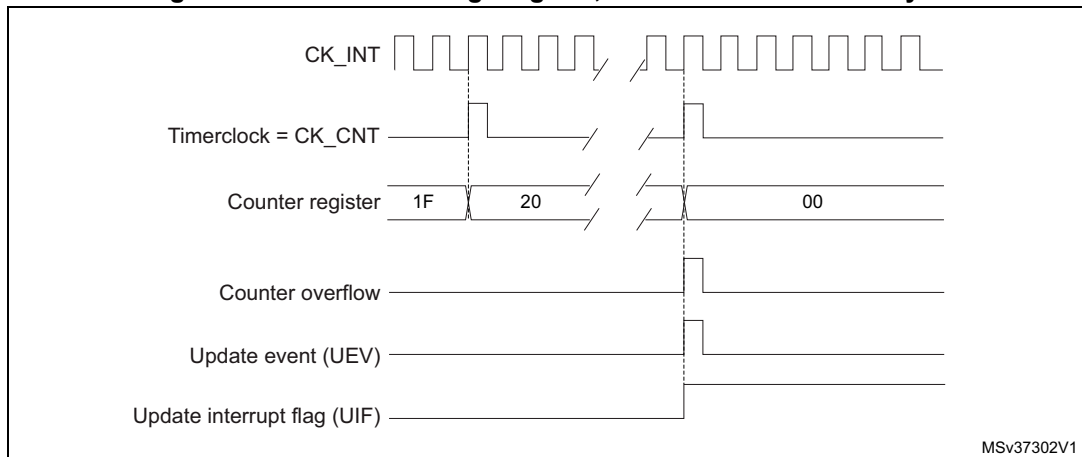 CK_INT
Timerclock = CK_CNT
Counter register
1F
20
00
Counter overflow
Update event (UEV)
Update interrupt flag (UIF)
MSv37302V1